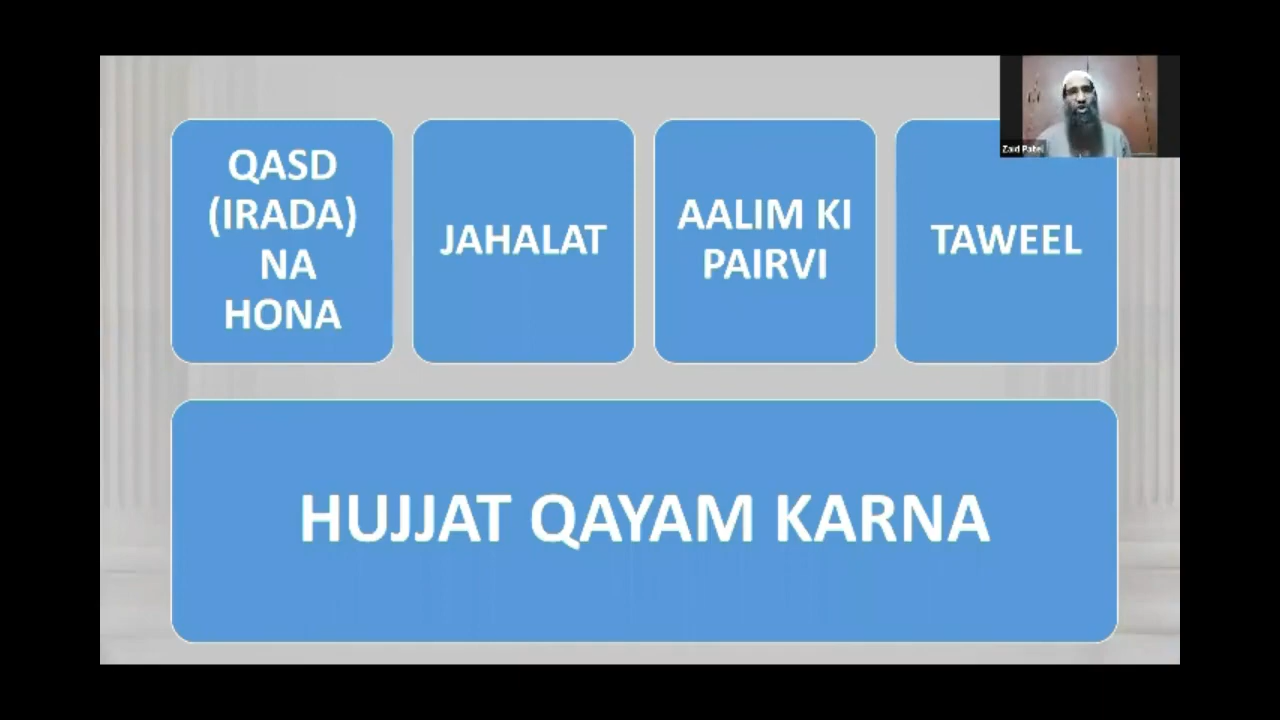 QASD
(IRADA)
NA
HONA
JAHALAT
AALIM KI
PAIRVI
TAWEEL
Zaid Patel
HUJJAT QAYAM KARNA